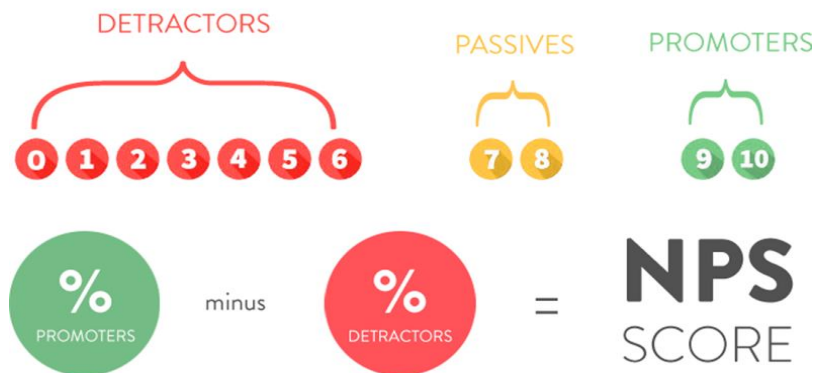 DETRACTORS
PASSIVES
PROMOTERS
0 1 2 3 4 5 6
7 8
9 10
%
PROMOTERS
minus
%
DETRACTORS
=
NPS
SCORE